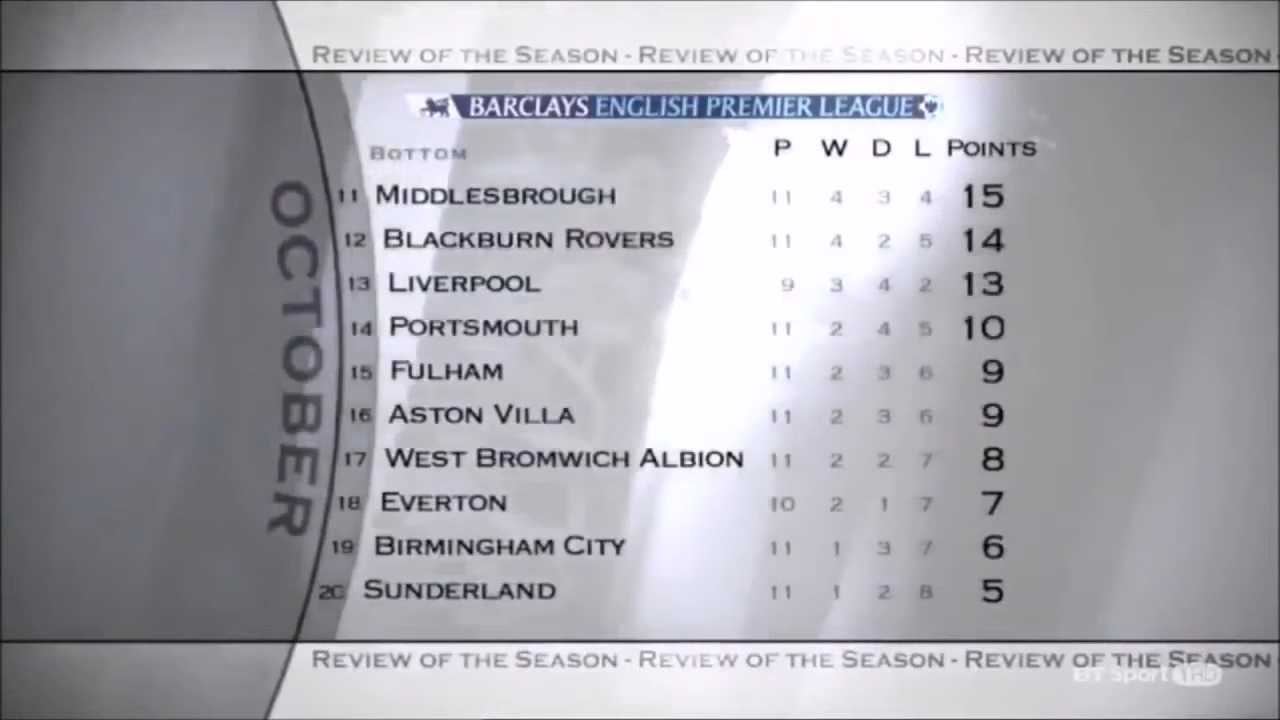 REVIEW OF THE SEASON - REVIEW OF THE SEASON - REVIEW OF THE SEASON
BARCLAYS ENGLISH PREMIER LEAGUE
BOTTOM P W D L POINTS
11 MIDDLESBROUGH 11 4 3 4 15
12 BLACKBURN ROVERS 11 4 2 5 14
13 LIVERPOOL 9 3 4 2 13
14 PORTSMOUTH 11 2 4 5 10
15 FULHAM 11 2 3 6 9
16 ASTON VILLA 11 2 3 6 9
17 WEST BROMWICH ALBION 11 2 2 7 8
18 EVERTON 10 2 1 7 7
19 BIRMINGHAM CITY 11 1 3 7 6
20 SUNDERLAND 11 1 2 8 5
OCTOBER
REVIEW OF THE SEASON - REVIEW OF THE SEASON - REVIEW OF THE SEASON
BT Sport 1 HD